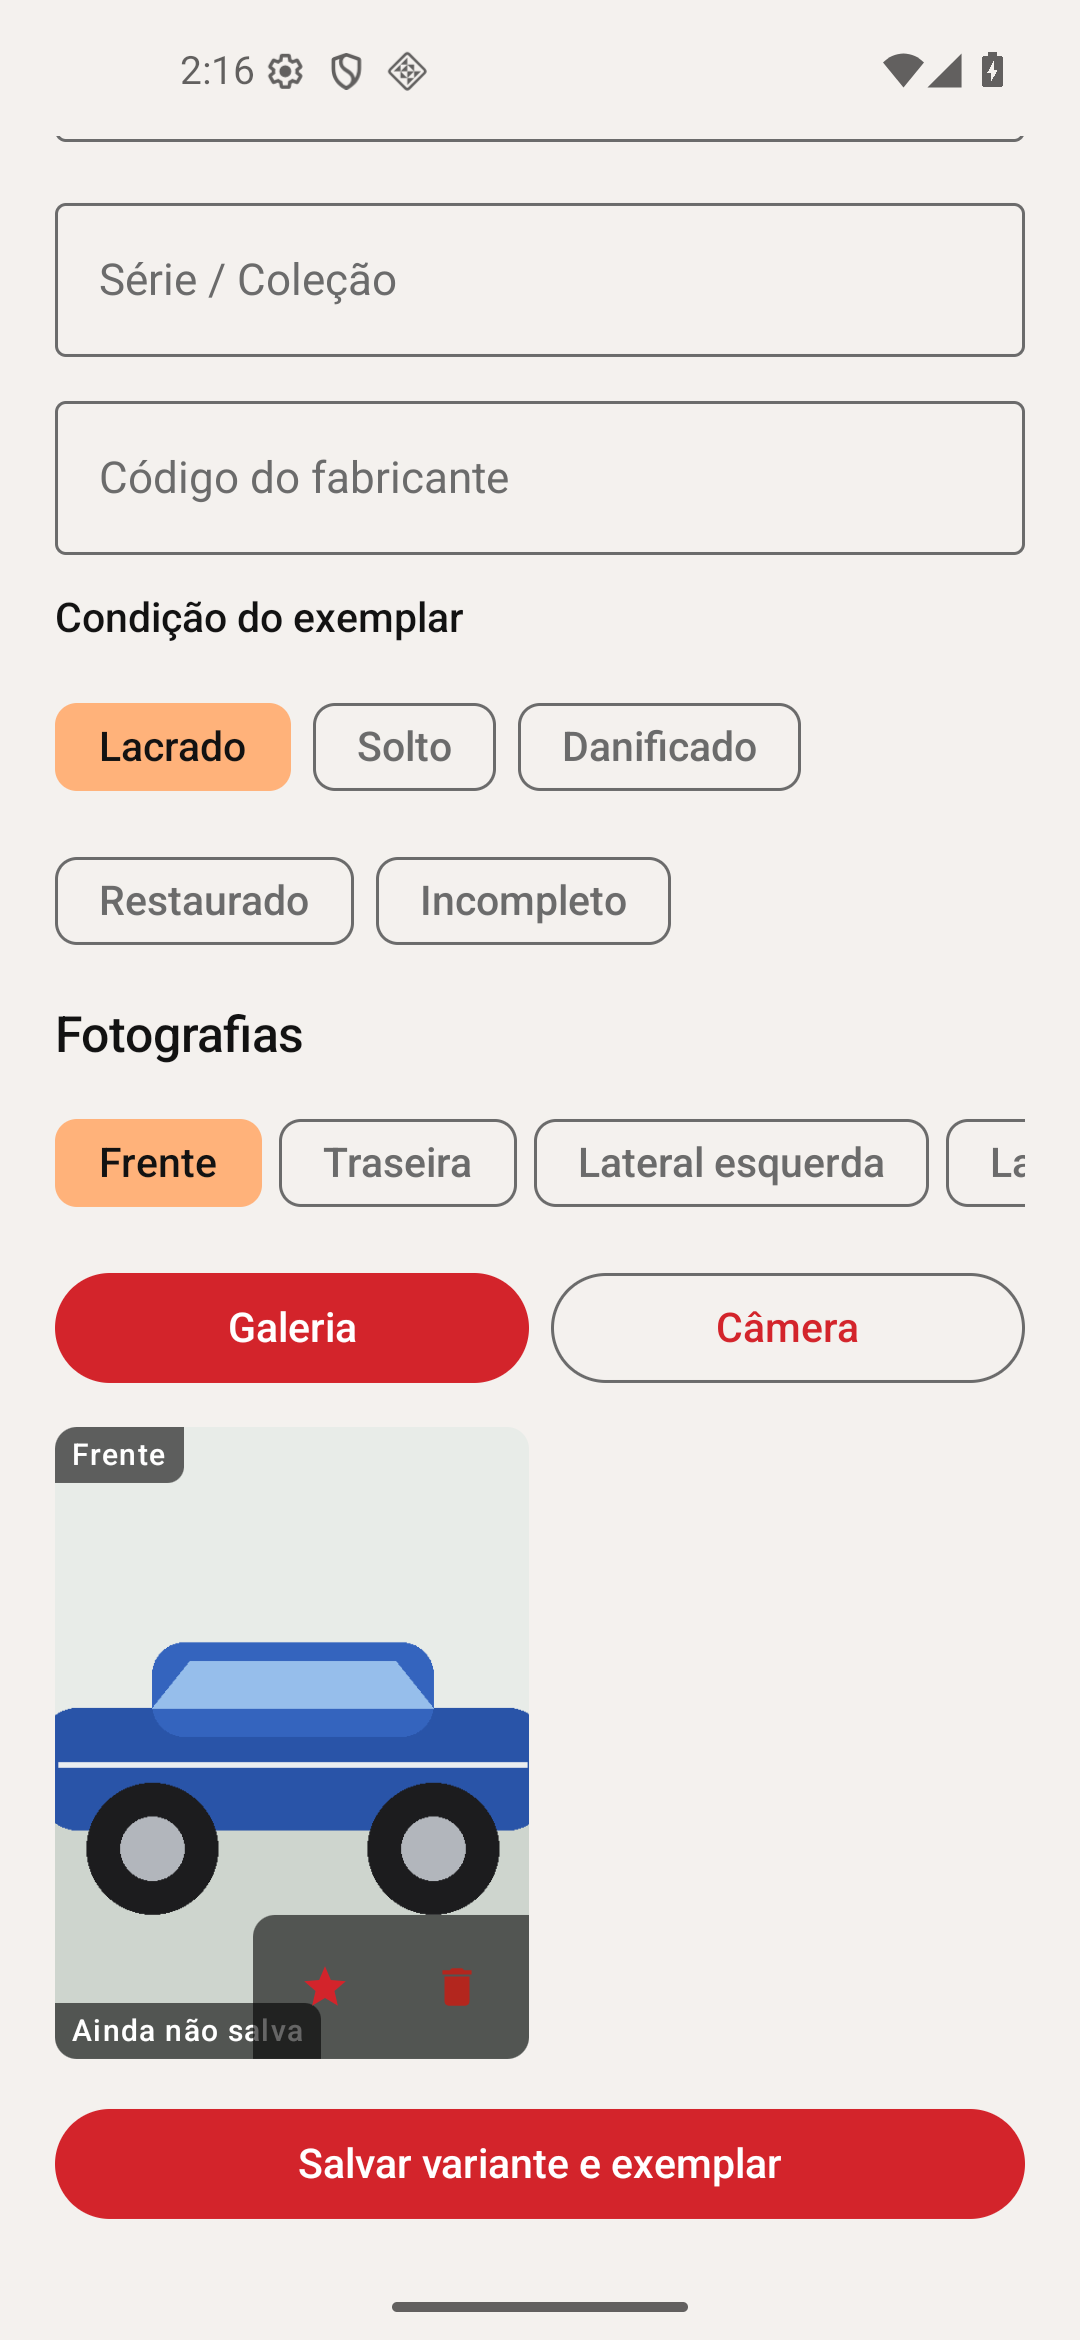 2:16
Série / Coleção
Código do fabricante
Condição do exemplar
Lacrado Solto Danificado
Restaurado Incompleto
Fotografias
Frente Traseira Lateral esquerda La
Galeria Câmera
Frente
Ainda não salva
Salvar variante e exemplar